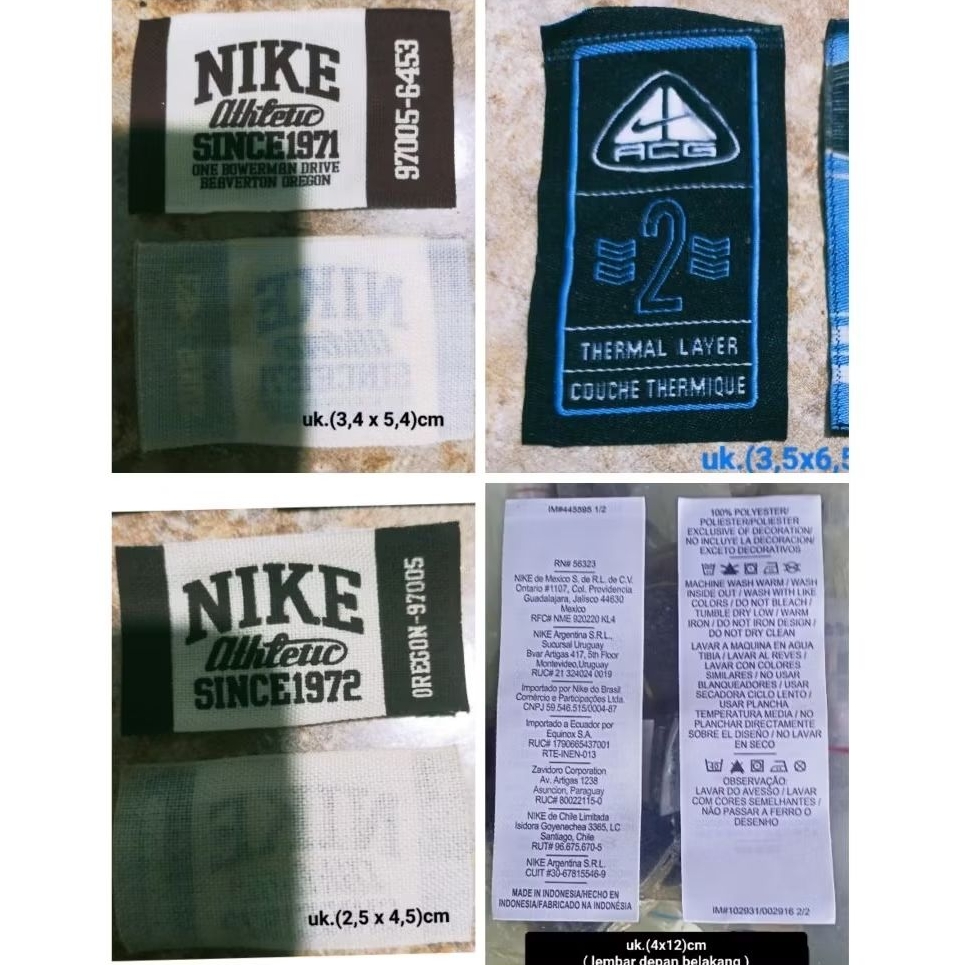 NIKE
Athletic
SINCE 1971
ONE BOWERMAN DRIVE
BEAVERTON OREGON
97005-6453
uk.(3,4 x 5,4)cm
ACG
2
THERMAL LAYER
COUCHE THERMIQUE
uk.(3,5x6,5
NIKE
Athletic
SINCE 1972
OREGON-97005
uk.(2,5 x 4,5)cm
IM#445595 1/2
RN# 56323
NIKE de Mexico S. de R.L. de C.V.
Ontario #1107, Col. Providencia
Guadalajara, Jalisco 44630
Mexico
RFC# NME 920220 KL4
NIKE Argentina S.R.L.,
Sucursal Uruguay
Bvar Artigas 417, 5th Floor
Montevideo,Uruguay
RUC# 21 324024 0019
Importado por Nike do Brasil
Comércio e Participações Ltda.
CNPJ 59.546.515/0004-87
Importado a Ecuador por
Equinox S.A.
RUC# 1790665437001
RTE-INEN-013
Zavidoro Corporation
Av. Artigas 1238
Asuncion, Paraguay
RUC# 80022115-0
NIKE de Chile Limitada
Isidora Goyenechea 3365, LC
Santiago, Chile
RUT# 96.675.670-5
NIKE Argentina S.R.L.
CUIT #30-67815546-9
MADE IN INDONESIA/HECHO EN
INDONESIA/FABRICADO NA INDONÉSIA
100% POLYESTER/
POLIESTER/POLIÉSTER
EXCLUSIVE OF DECORATION/
NO INCLUYE LA DECORACION/
EXCETO DECORATIVOS
MACHINE WASH WARM / WASH
INSIDE OUT / WASH WITH LIKE
COLORS / DO NOT BLEACH /
TUMBLE DRY LOW / WARM
IRON / DO NOT IRON DESIGN /
DO NOT DRY CLEAN
LAVAR A MAQUINA EN AGUA
TIBIA / LAVAR AL REVES /
LAVAR CON COLORES
SIMILARES / NO USAR
BLANQUEADORES / USAR
SECADORA CICLO LENTO /
USAR PLANCHA
TEMPERATURA MEDIA / NO
PLANCHAR DIRECTAMENTE
SOBRE EL DISEÑO / NO LAVAR
EN SECO
OBSERVAÇÃO:
LAVAR DO AVESSO / LAVAR
COM CORES SEMELHANTES /
NÃO PASSAR A FERRO O
DESENHO
IM#102931/002916 2/2
uk.(4x12)cm
( lembar depan belakang )